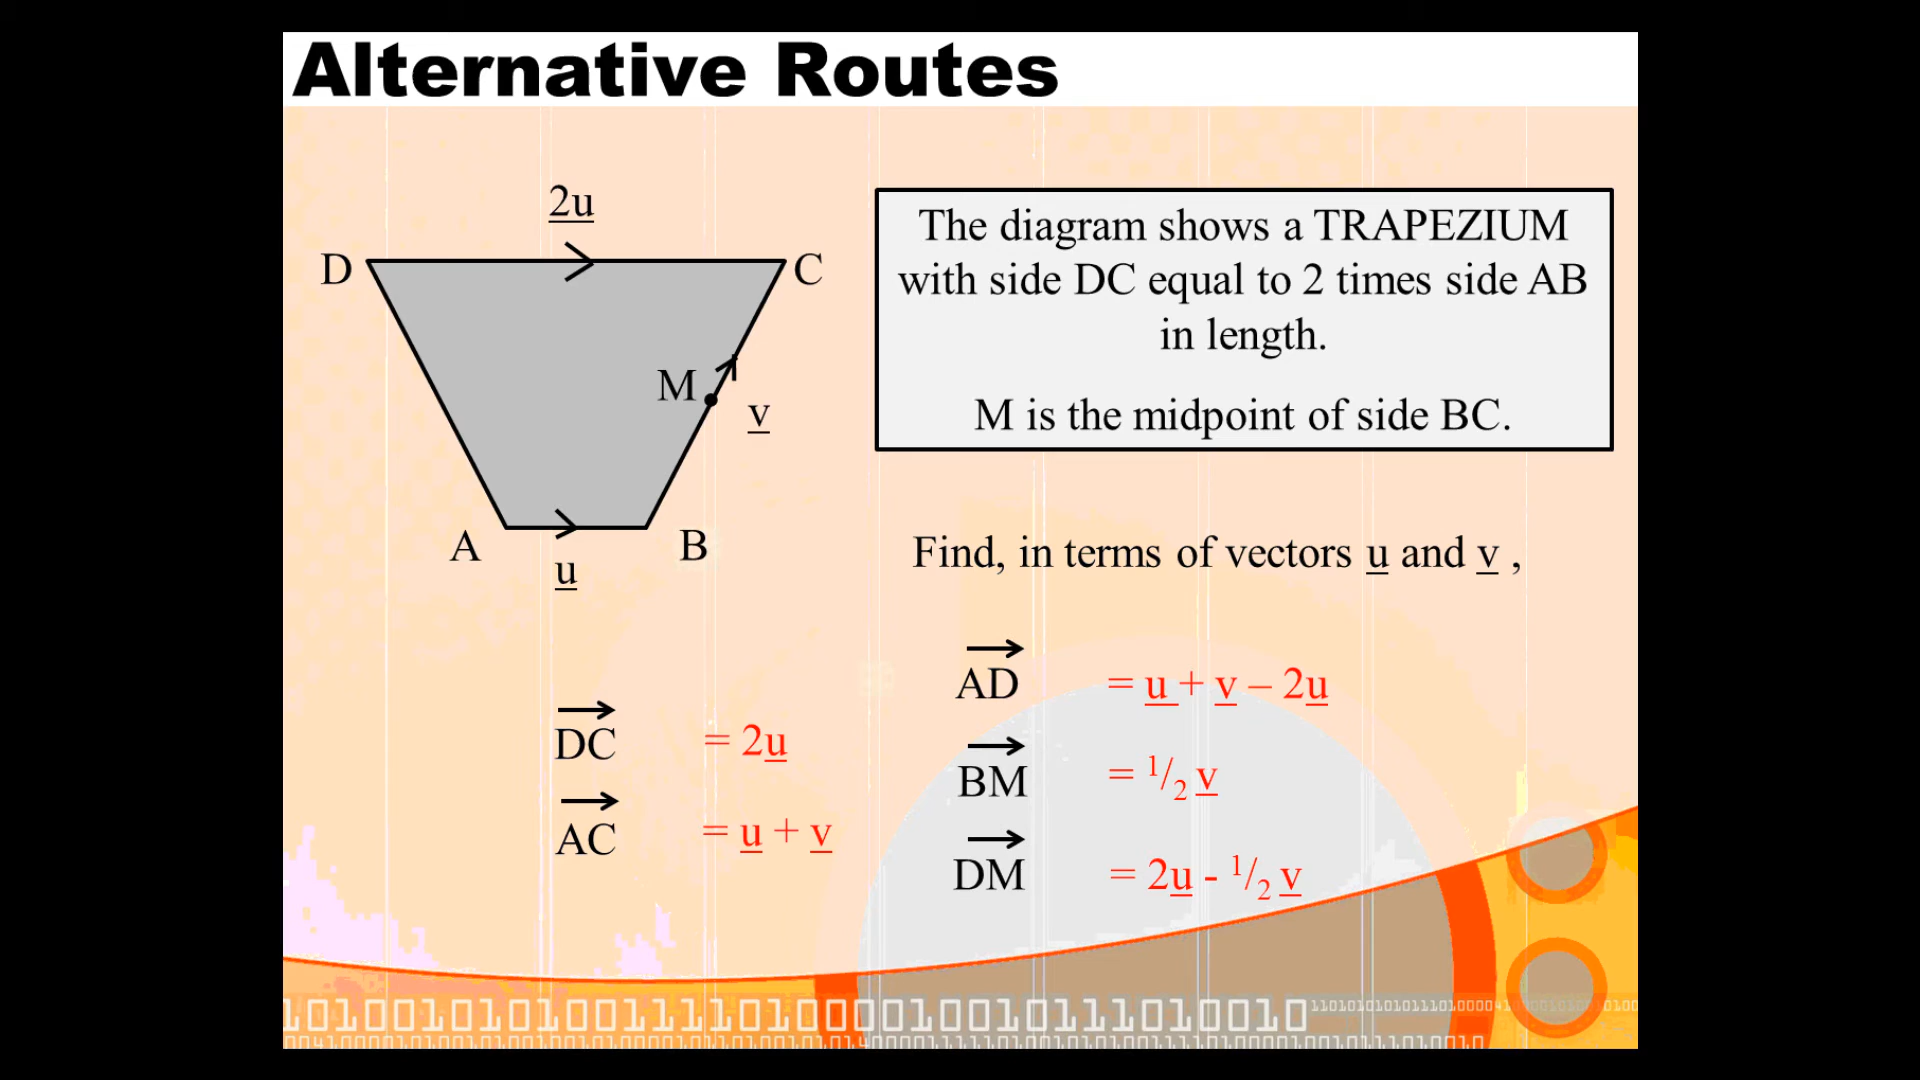 Alternative Routes
2u
D
C
M
v
A
B
u
The diagram shows a TRAPEZIUM
with side DC equal to 2 times side AB
in length.
M is the midpoint of side BC.
Find, in terms of vectors u and v ,
DC = 2u
AC = u + v
AD = u + v – 2u
BM = 1/2 v
DM = 2u - 1/2 v